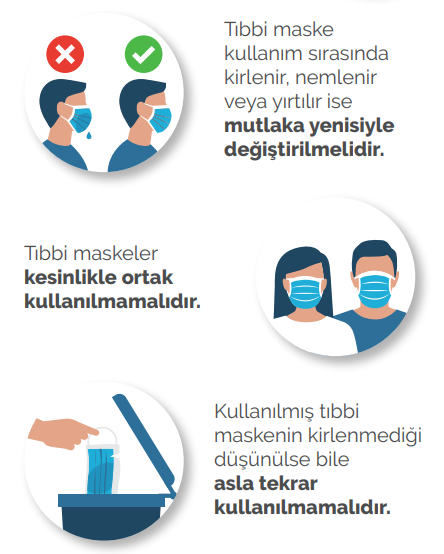 Tıbbi maske
kullanım sırasında
kirlenir, nemlenir
veya yırtılır ise
mutlaka yenisiyle
değiştirilmelidir.
Tıbbi maskeler
kesinlikle ortak
kullanılmamalıdır.
Kullanılmış tıbbi
maskenin kirlenmediği
düşünülse bile
asla tekrar
kullanılmamalıdır.